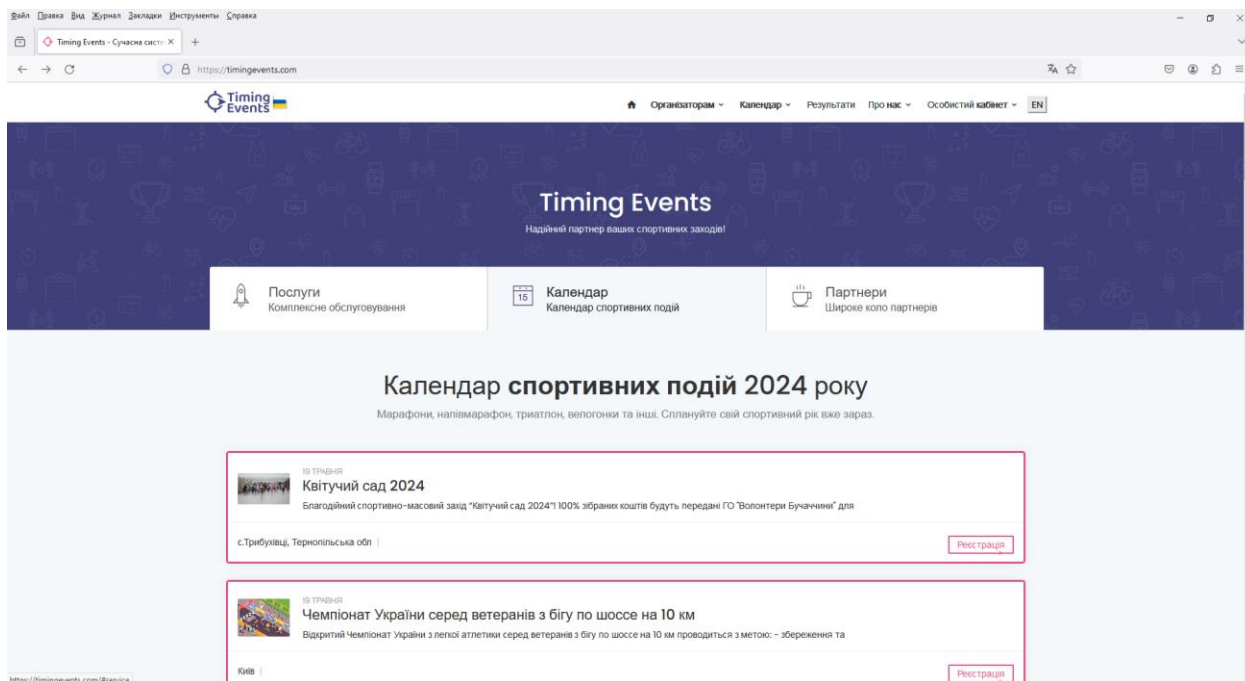 Файл Правка Вид Журнал Закладки Инструменты Справка
Timing Events - Сучасна систе
https://timingevents.com
Timing Events
Організаторам Календар Результати Про нас Особистий кабінет EN
Timing Events
Надійний партнер ваших спортивних заходів!
Послуги
Комплексне обслуговування
15
Календар
Календар спортивних подій
Партнери
Широке коло партнерів
Календар спортивних подій 2024 року
Марафони, напівмарафон, триатлон, велогонки та інші. Сплануйте свій спортивний рік вже зараз.
19 ТРАВНЯ
Квітучий сад 2024
Благодійний спортивно-масовий захід "Квітучий сад 2024"! 100% зібраних коштів будуть передані ГО "Волонтери Бучаччини" для
с.Трибухівці, Тернопільська обл |
Реєстрація
19 ТРАВНЯ
Чемпіонат України серед ветеранів з бігу по шоссе на 10 км
Відкритий Чемпіонат України з легкої атлетики серед ветеранів з бігу по шоссе на 10 км проводиться з метою: - збереження та
Київ |
Реєстрація
https://timingevents.com/#service